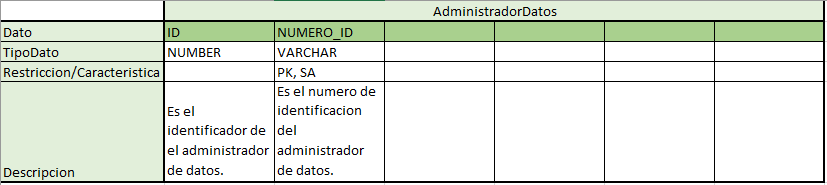 AdministradorDatos
Dato ID NUMERO_ID
TipoDato NUMBER VARCHAR
Restriccion/Caracteristica PK, SA
Descripcion
Es el
identificador de
el administrador
de datos.
Es el numero de
identificacion
del
administrador
de datos.